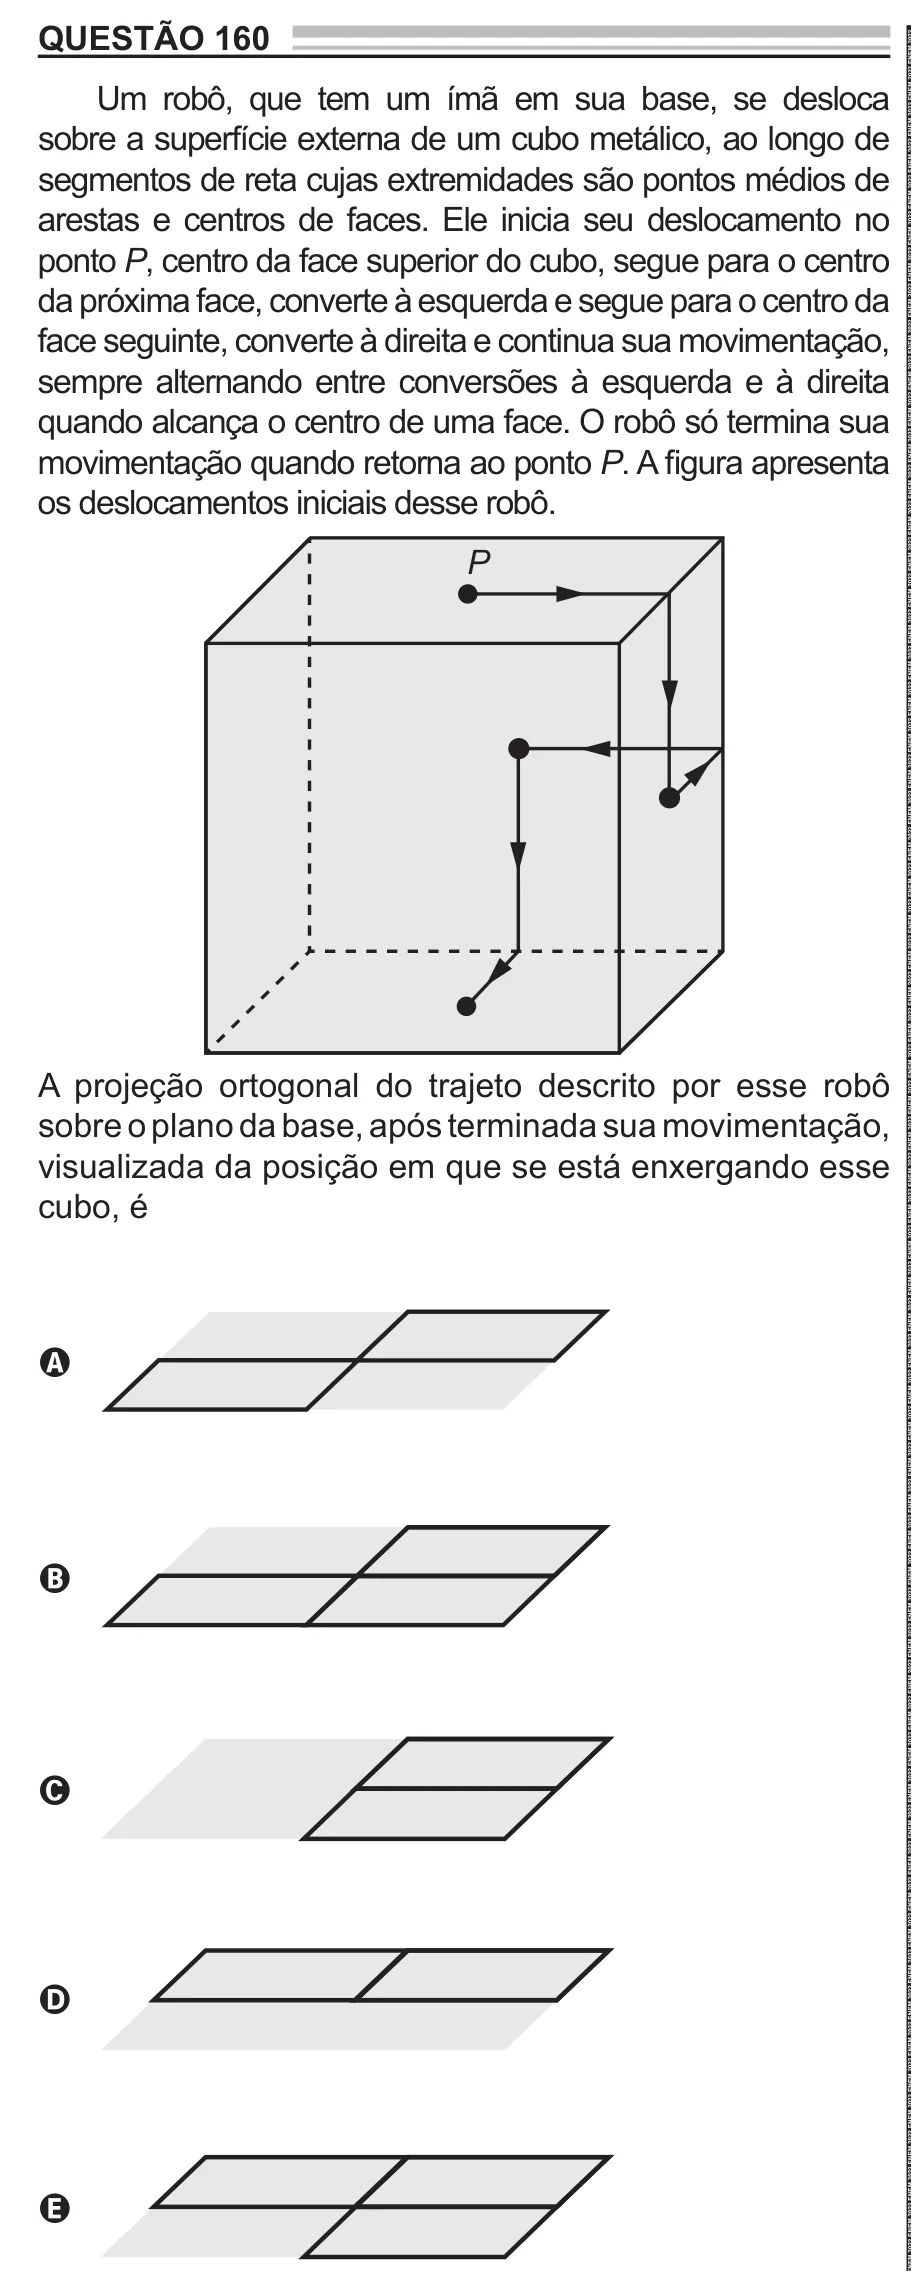 QUESTÃO 160
Um robô, que tem um ímã em sua base, se desloca
sobre a superfície externa de um cubo metálico, ao longo de
segmentos de reta cujas extremidades são pontos médios de
arestas e centros de faces. Ele inicia seu deslocamento no
ponto P, centro da face superior do cubo, segue para o centro
da próxima face, converte à esquerda e segue para o centro da
face seguinte, converte à direita e continua sua movimentação,
sempre alternando entre conversões à esquerda e à direita
quando alcança o centro de uma face. O robô só termina sua
movimentação quando retorna ao ponto P. A figura apresenta
os deslocamentos iniciais desse robô.
P
A projeção ortogonal do trajeto descrito por esse robô
sobre o plano da base, após terminada sua movimentação,
visualizada da posição em que se está enxergando esse
cubo, é
A
B
C
D
E